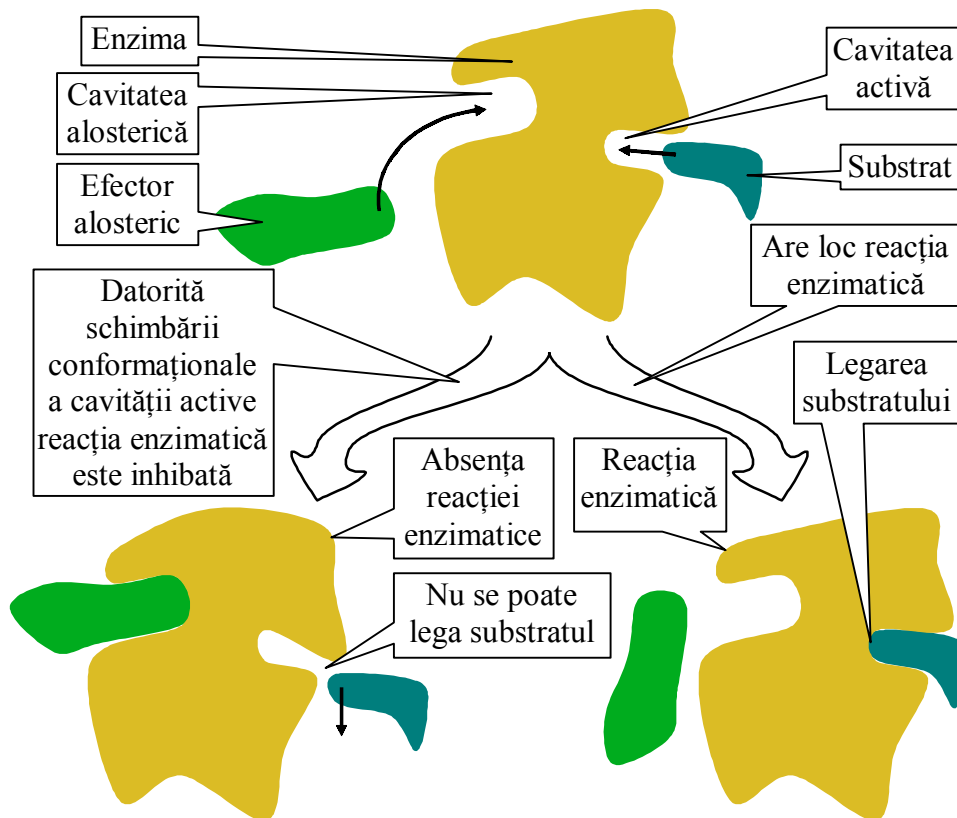 Enzima
Cavitatea
alosterică
Efector
alosteric
Cavitatea
activă
Substrat
Datorită
schimbării
conformaționale
a cavității active
reacția enzimatică
este inhibată
Are loc reacția
enzimatică
Legarea
substratului
Absența
reacției
enzimatice
Reacția
enzimatică
Nu se poate
lega substratul